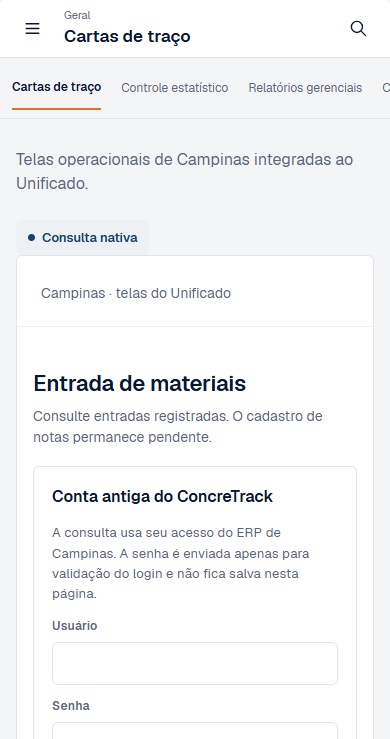 Geral
Cartas de traço
Cartas de traço Controle estatístico Relatórios gerenciais C
Telas operacionais de Campinas integradas ao
Unificado.
Consulta nativa
Campinas · telas do Unificado
Entrada de materiais
Consulte entradas registradas. O cadastro de
notas permanece pendente.
Conta antiga do ConcreTrack
A consulta usa seu acesso do ERP de
Campinas. A senha é enviada apenas para
validação do login e não fica salva nesta
página.
Usuário
Senha